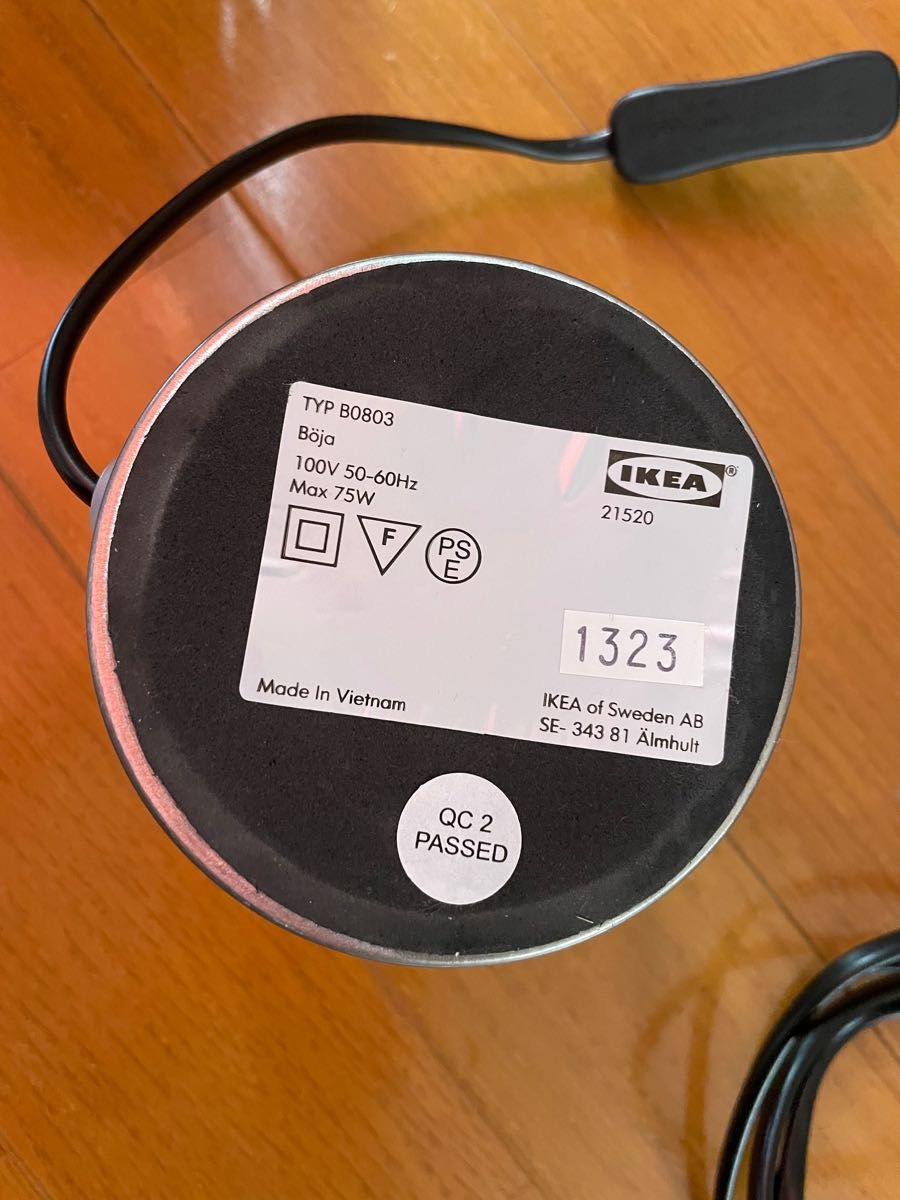 TYP B0803
Böja
100V 50-60Hz
Max 75W
F
PS
E
IKEA®
21520
1323
Made In Vietnam
IKEA of Sweden AB
SE- 343 81 Älmhult
QC 2
PASSED